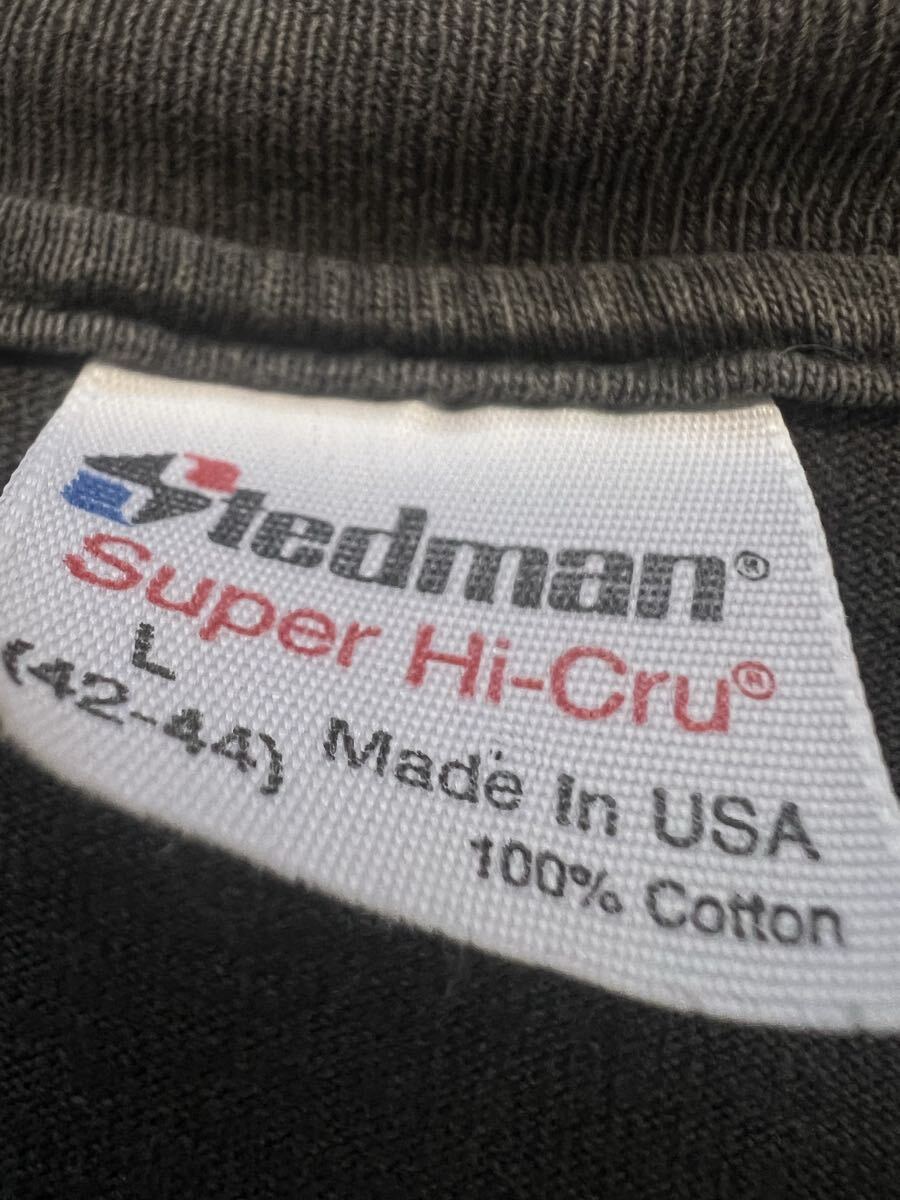 Stedman®
Super Hi-Cru®
L
(42-44)
Made In USA
100% Cotton